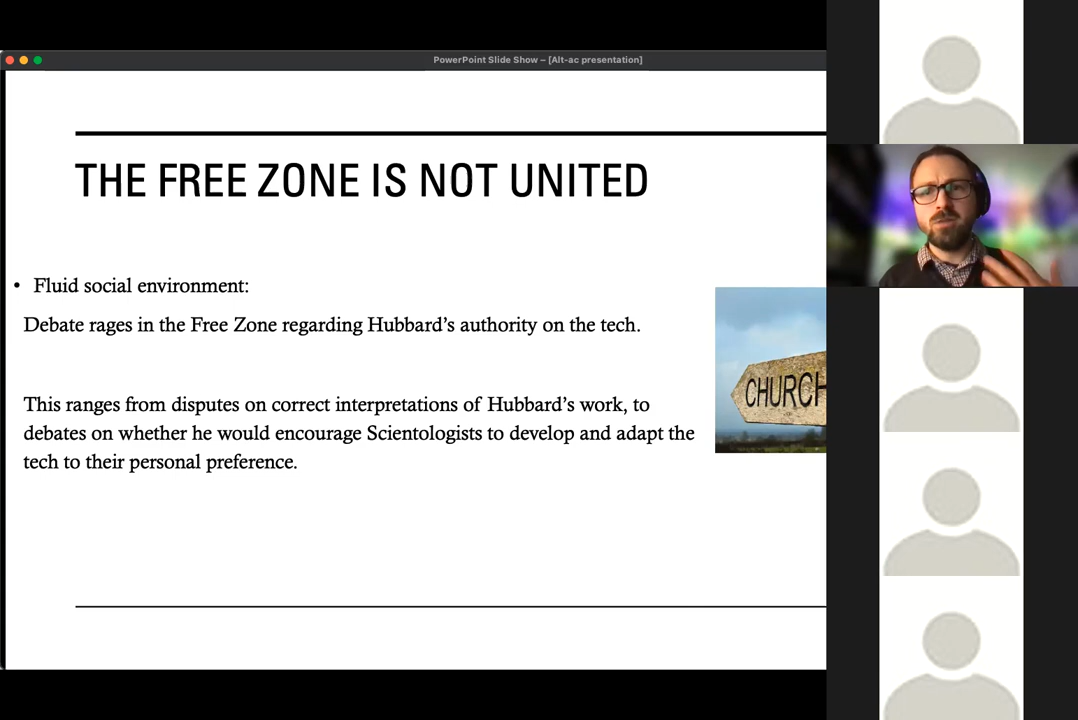 PowerPoint Slide Show – [Alt-ac presentation]
THE FREE ZONE IS NOT UNITED
• Fluid social environment:
Debate rages in the Free Zone regarding Hubbard’s authority on the tech.
This ranges from disputes on correct interpretations of Hubbard’s work, to
debates on whether he would encourage Scientologists to develop and adapt the
tech to their personal preference.
CHURCH